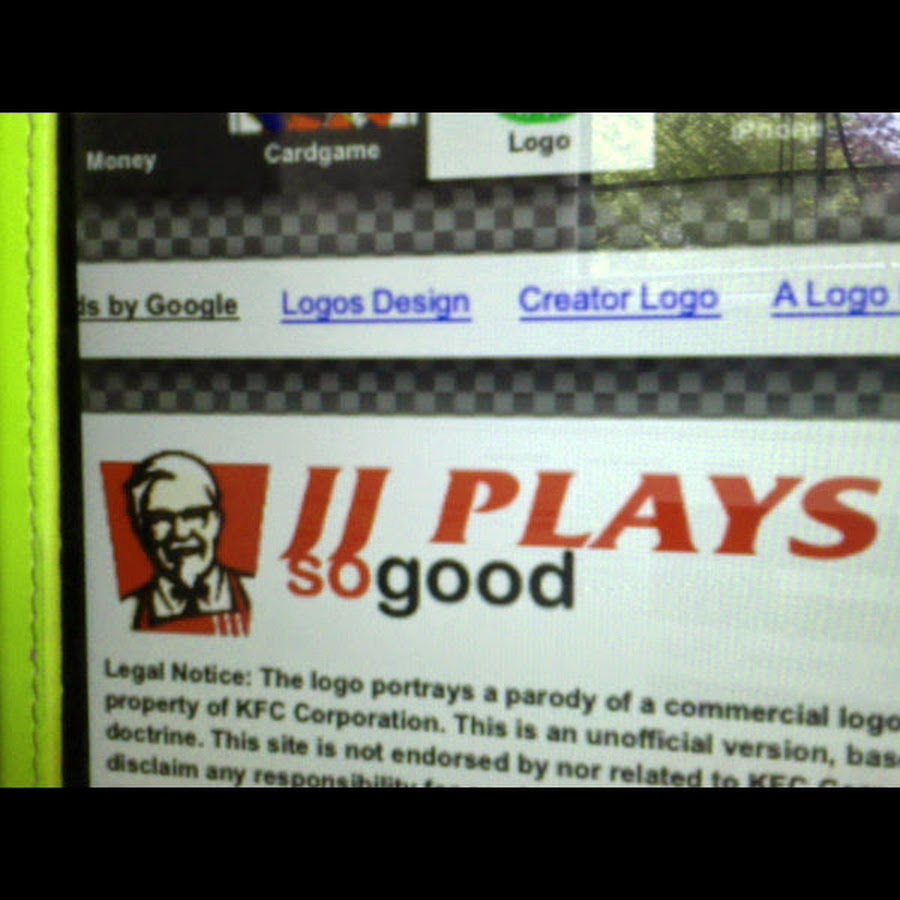 iPhone
Money
Cardgame
Logo
ds by Google
Logos Design
Creator Logo
A Logo
JJ PLAYS
sogood
Legal Notice: The logo portrays a parody of a commercial logo
property of KFC Corporation. This is an unofficial version, bas
doctrine. This site is not endorsed by nor related to KFC
disclaim any responsibility